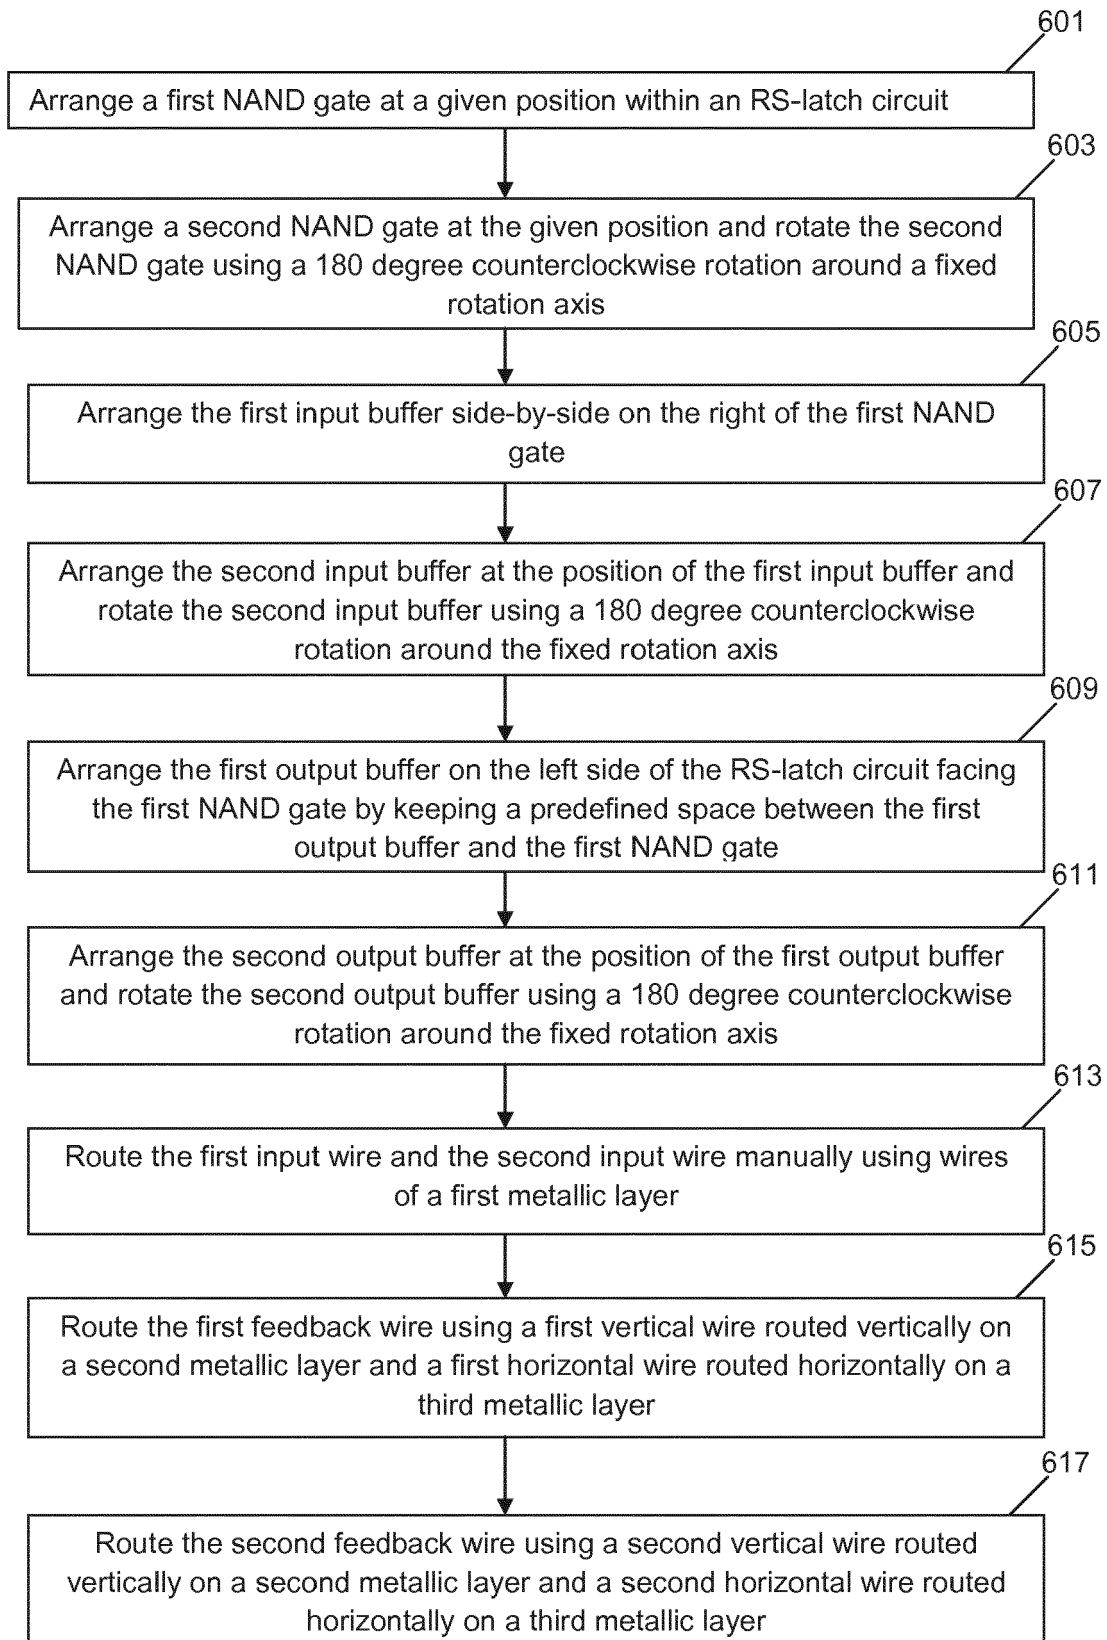 601
Arrange a first NAND gate at a given position within an RS-latch circuit
603
Arrange a second NAND gate at the given position and rotate the second
NAND gate using a 180 degree counterclockwise rotation around a fixed
rotation axis
605
Arrange the first input buffer side-by-side on the right of the first NAND
gate
607
Arrange the second input buffer at the position of the first input buffer and
rotate the second input buffer using a 180 degree counterclockwise
rotation around the fixed rotation axis
609
Arrange the first output buffer on the left side of the RS-latch circuit facing
the first NAND gate by keeping a predefined space between the first
output buffer and the first NAND gate
611
Arrange the second output buffer at the position of the first output buffer
and rotate the second output buffer using a 180 degree counterclockwise
rotation around the fixed rotation axis
613
Route the first input wire and the second input wire manually using wires
of a first metallic layer
615
Route the first feedback wire using a first vertical wire routed vertically on
a second metallic layer and a first horizontal wire routed horizontally on a
third metallic layer
617
Route the second feedback wire using a second vertical wire routed
vertically on a second metallic layer and a second horizontal wire routed
horizontally on a third metallic layer